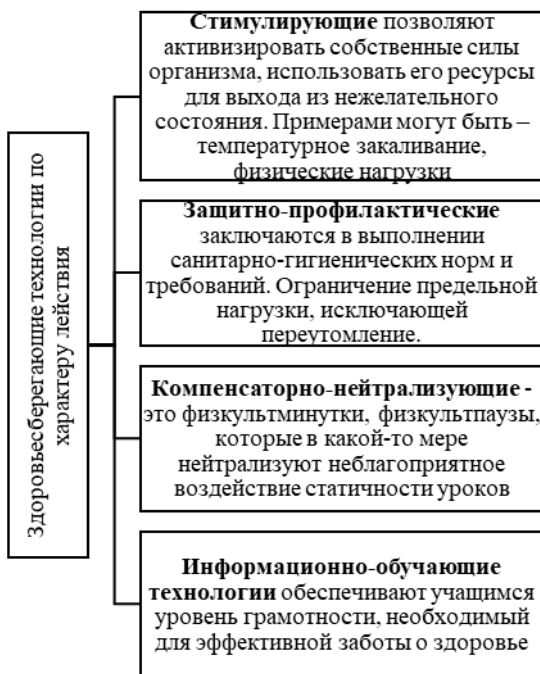 Здоровьесберегающие технологии по
характеру лействия
Стимулирующие позволяют
активизировать собственные силы
организма, использовать его ресурсы
для выхода из нежелательного
состояния. Примерами могут быть –
температурное закаливание,
физические нагрузки
Защитно-профилактические
заключаются в выполнении
санитарно-гигиенических норм и
требований. Ограничение предельной
нагрузки, исключающей
переутомление.
Компенсаторно-нейтрализующие -
это физкультминутки, физкультпаузы,
которые в какой-то мере
нейтрализуют неблагоприятное
воздействие статичности уроков
Информационно-обучающие
технологии обеспечивают учащимся
уровень грамотности, необходимый
для эффективной заботы о здоровье